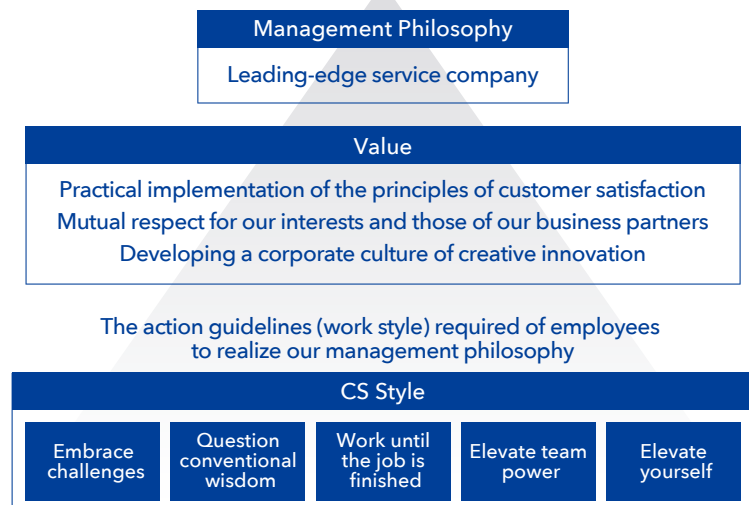 Management Philosophy
Leading-edge service company
Value
Practical implementation of the principles of customer satisfaction
Mutual respect for our interests and those of our business partners
Developing a corporate culture of creative innovation
The action guidelines (work style) required of employees
to realize our management philosophy
CS Style
Embrace
challenges
Question
conventional
wisdom
Work until
the job is
finished
Elevate team
power
Elevate
yourself